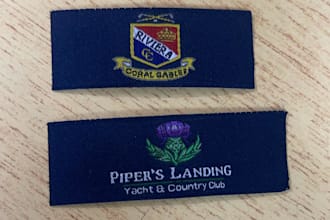 RIVIERA
CC
CORAL GABLES
PIPER'S LANDING
Yacht & Country Club